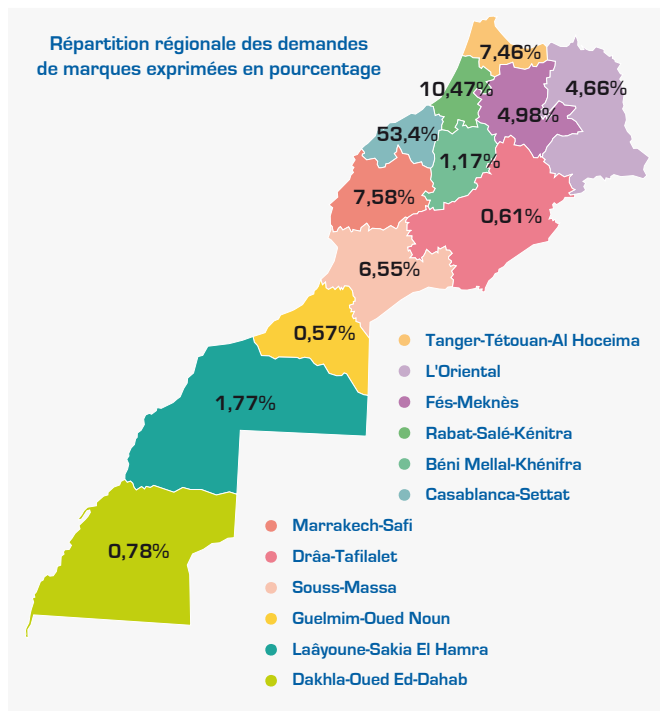 Répartition régionale des demandes
de marques exprimées en pourcentage
7,46%
10,47%
4,66%
4,98%
53,4%
1,17%
7,58%
0,61%
6,55%
0,57%
1,77%
0,78%
Tanger-Tétouan-Al Hoceima
L'Oriental
Fés-Meknès
Rabat-Salé-Kénitra
Béni Mellal-Khénifra
Casablanca-Settat
Marrakech-Safi
Drâa-Tafilalet
Souss-Massa
Guelmim-Oued Noun
Laâyoune-Sakia El Hamra
Dakhla-Oued Ed-Dahab